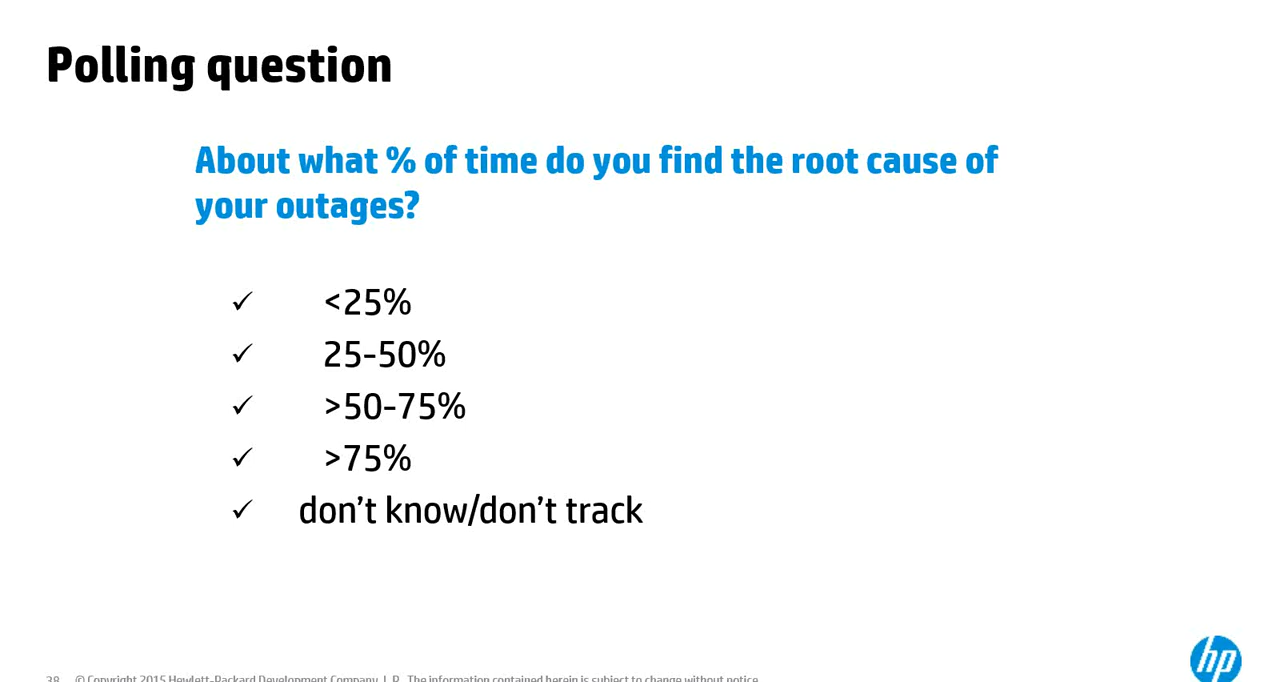 Polling question
About what % of time do you find the root cause of
your outages?
✓ <25%
✓ 25-50%
✓ >50-75%
✓ >75%
✓ don’t know/don’t track
hp
38 © Copyright 2015 Hewlett-Packard Development Company, L.P. The information contained herein is subject to change without notice.